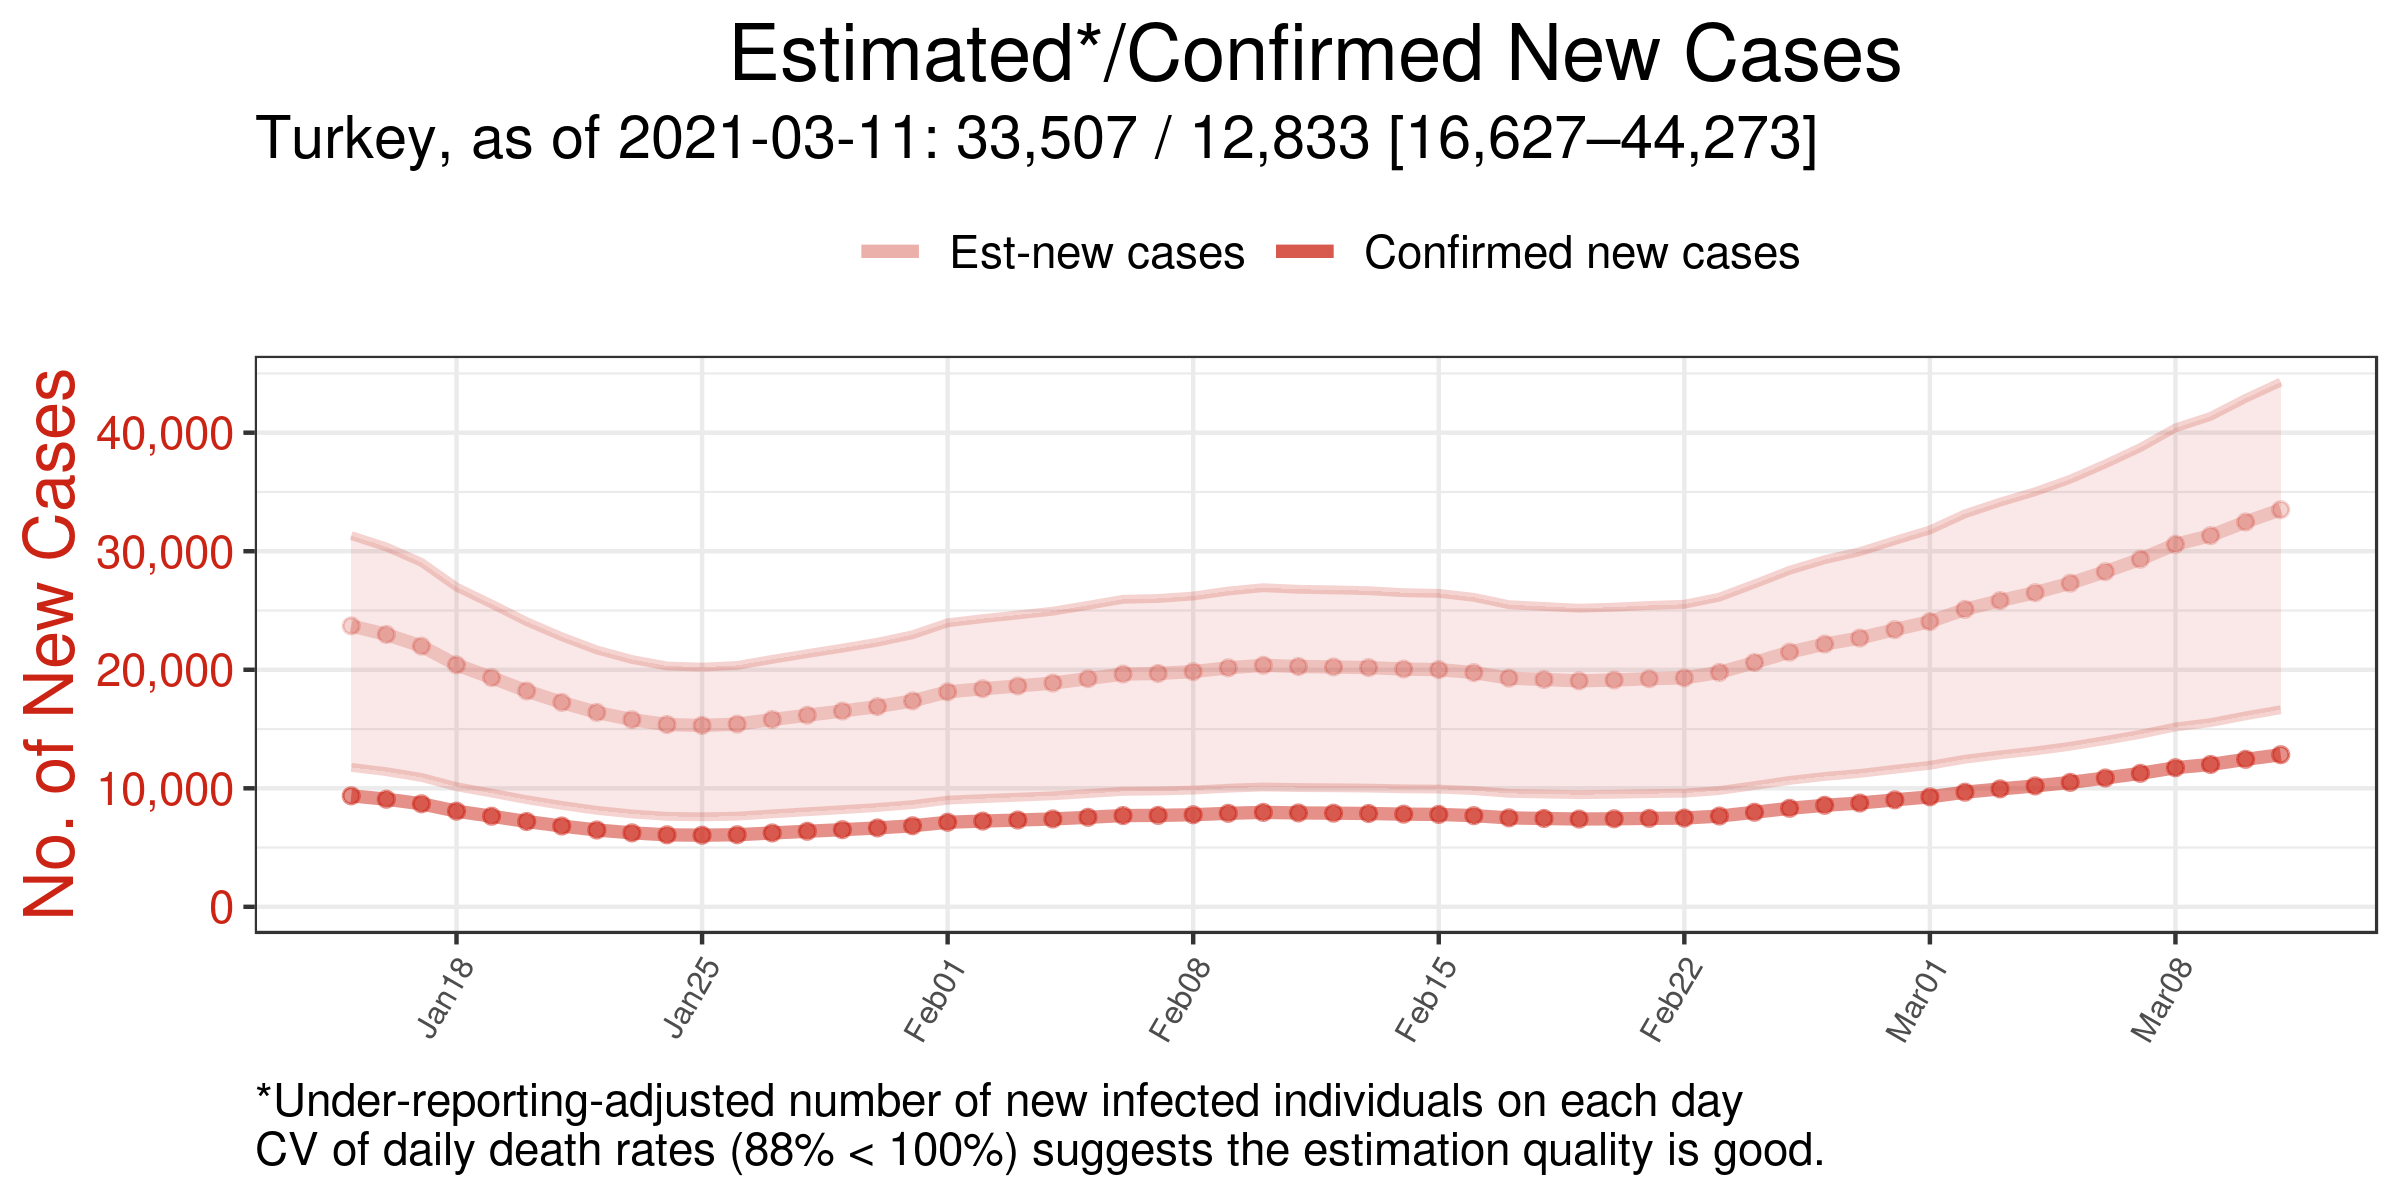 Estimated*/Confirmed New Cases
Turkey, as of 2021-03-11: 33,507 / 12,833 [16,627–44,273]
Est-new cases
Confirmed new cases
No. of New Cases
40,000
30,000
20,000
10,000
0
Jan18
Jan25
Feb01
Feb08
Feb15
Feb22
Mar01
Mar08
*Under-reporting-adjusted number of new infected individuals on each day
CV of daily death rates (88% < 100%) suggests the estimation quality is good.